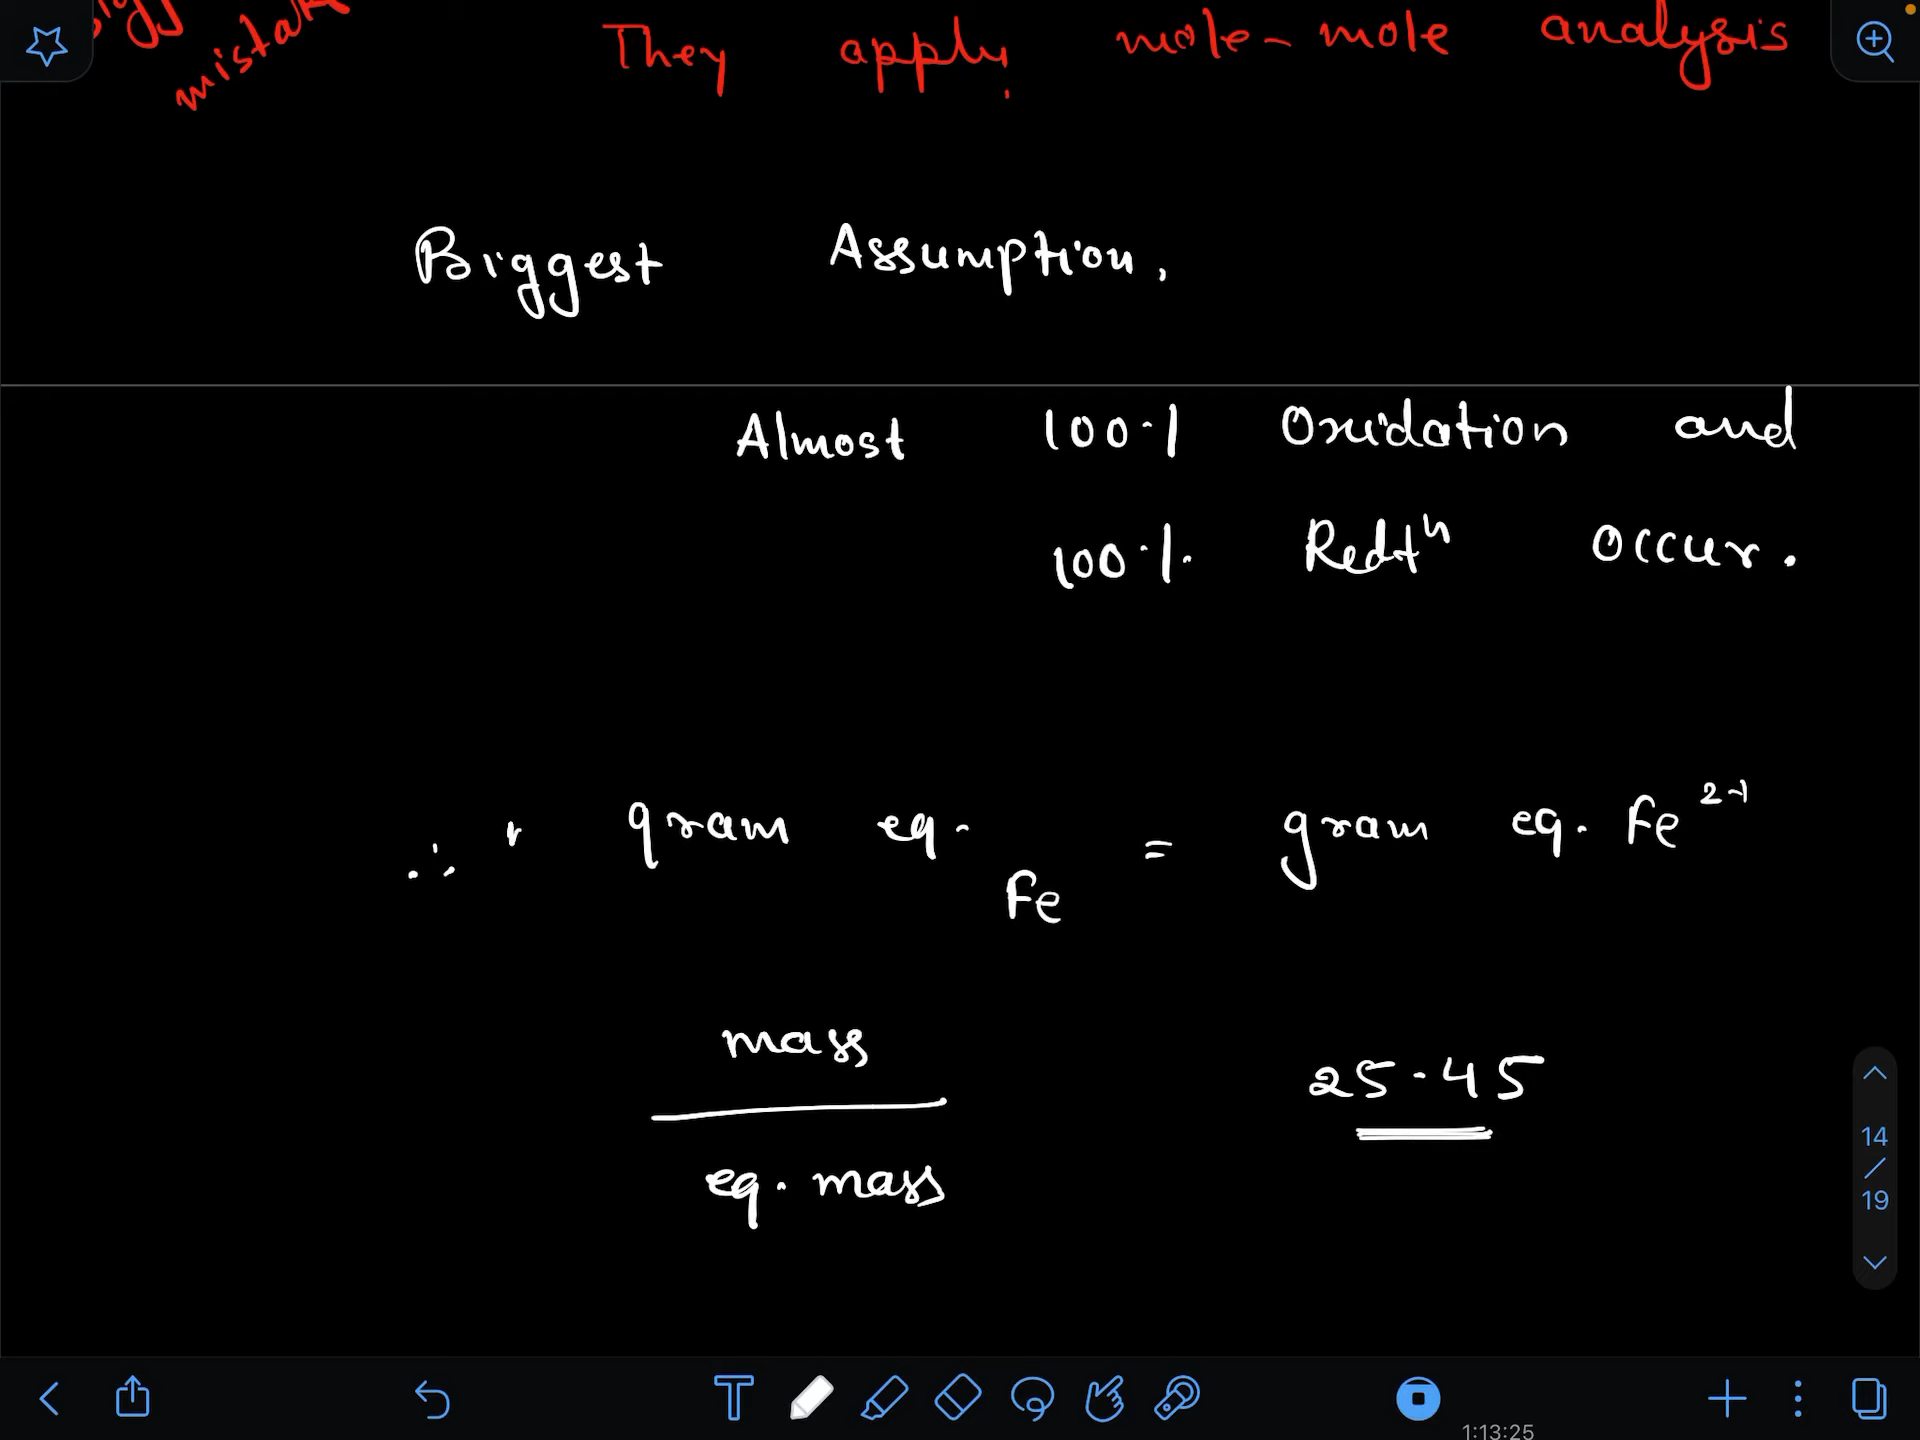 mistak They apply mole-mole analysis
Biggest Assumption,
Almost 100% Oxidation and
100%. Redtⁿ Occur.
∴ gram eq. Fe = gram eq. Fe²⁺
mass
eq. mass
25.45
14
/
19
1:13:25